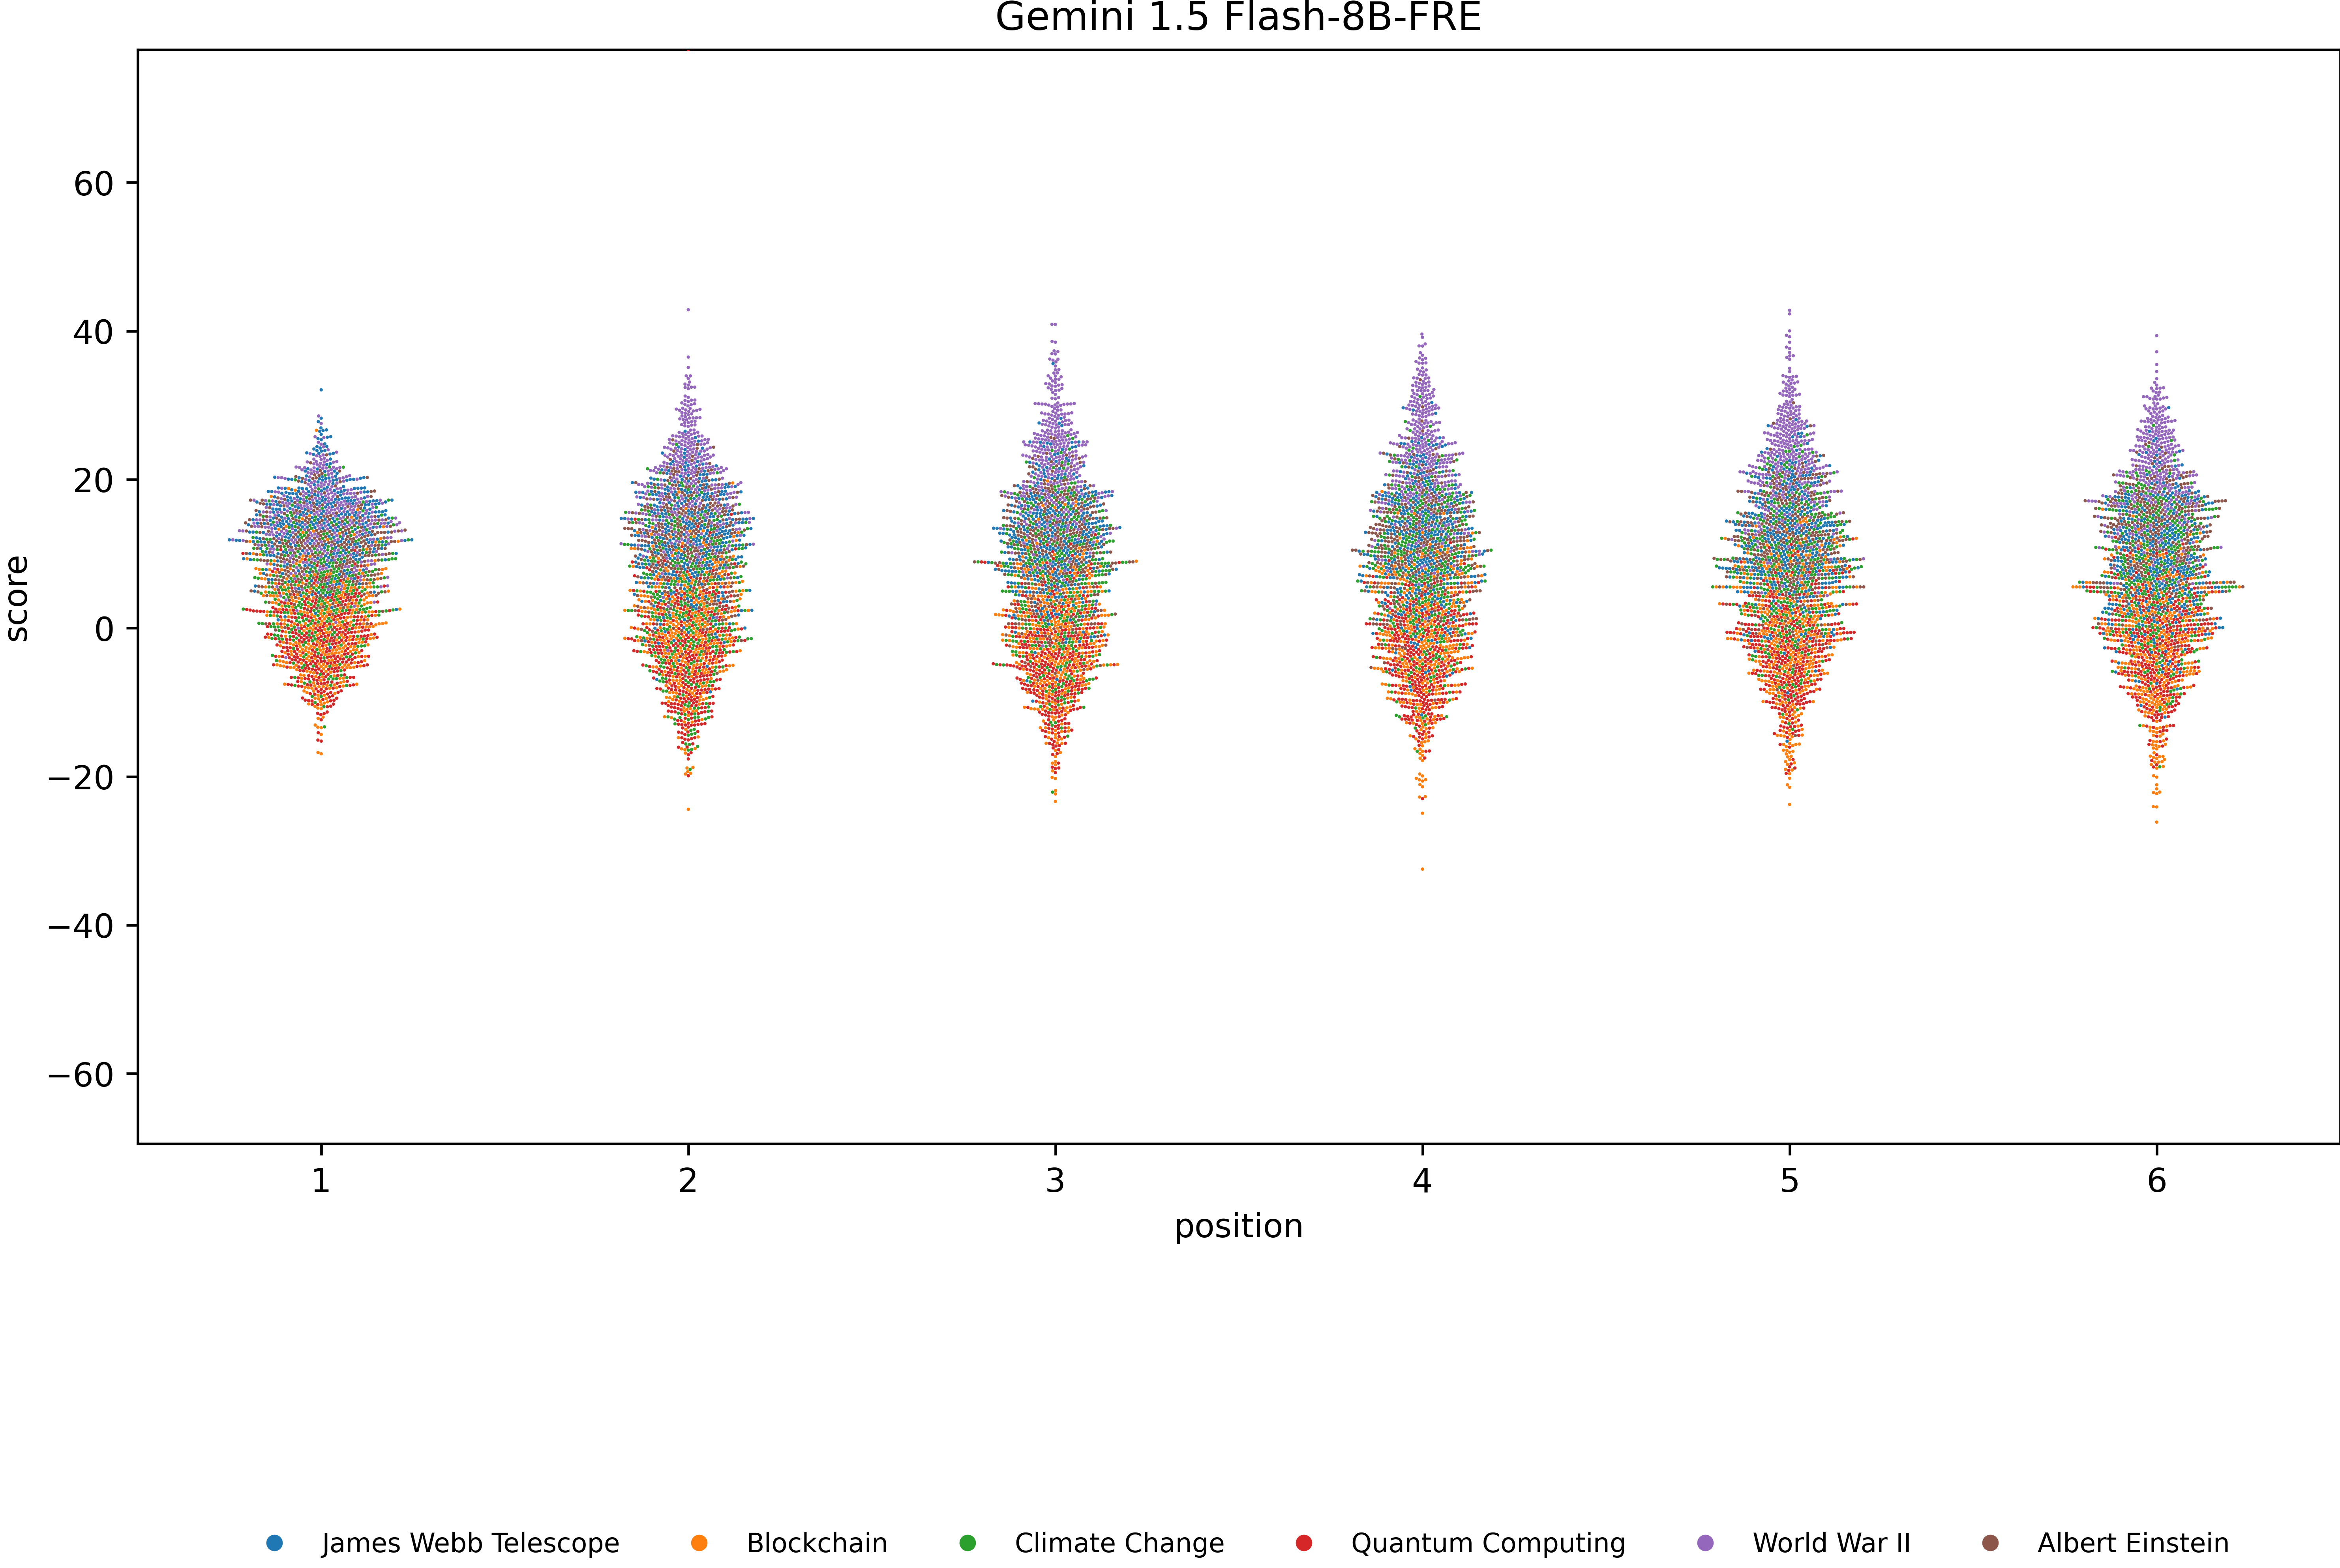 Gemini 1.5 Flash-8B-FRE
60
40
20
0
−20
−40
−60
score
1 2 3 4 5 6
position
James Webb Telescope Blockchain Climate Change Quantum Computing World War II Albert Einstein